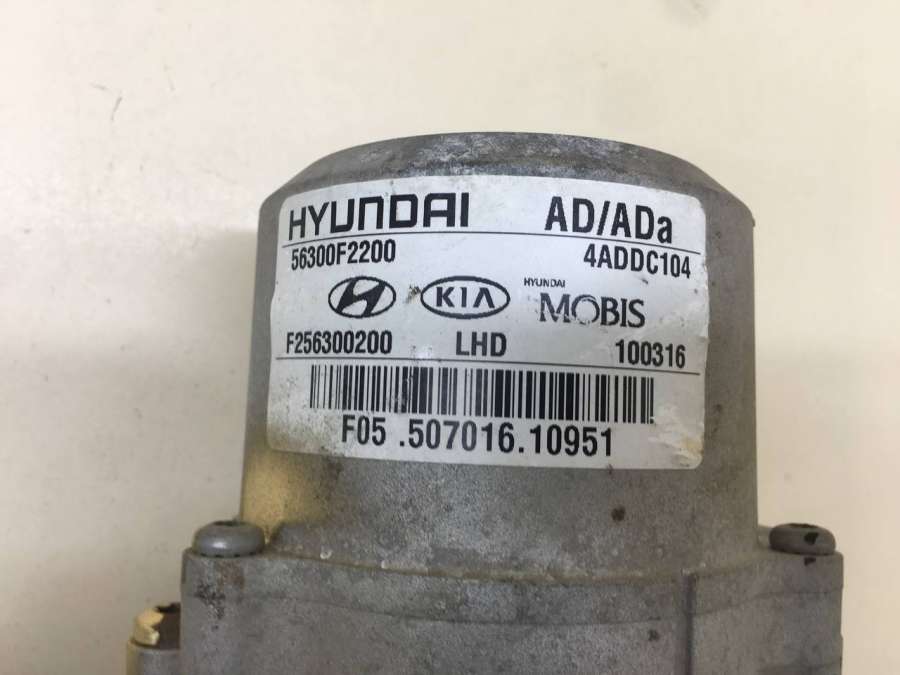 HYUNDAI AD/ADa
56300F2200 4ADDC104
KIA HYUNDAI MOBIS
F256300200 LHD 100316
F05 .507016.10951